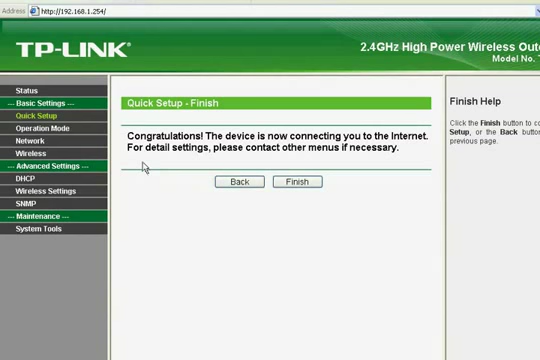 Address http://192.168.1.254/
TP-LINK
2.4GHz High Power Wireless
Model No.
Status
--- Basic Settings ---
Quick Setup
Operation Mode
Network
Wireless
--- Advanced Settings ---
DHCP
Wireless Settings
SNMP
--- Maintenance ---
System Tools
Quick Setup - Finish
Congratulations! The device is now connecting you to the Internet.
For detail settings, please contact other menus if necessary.
Back Finish
Finish Help
Click the Finish button to
Setup, or the Back
previous page.